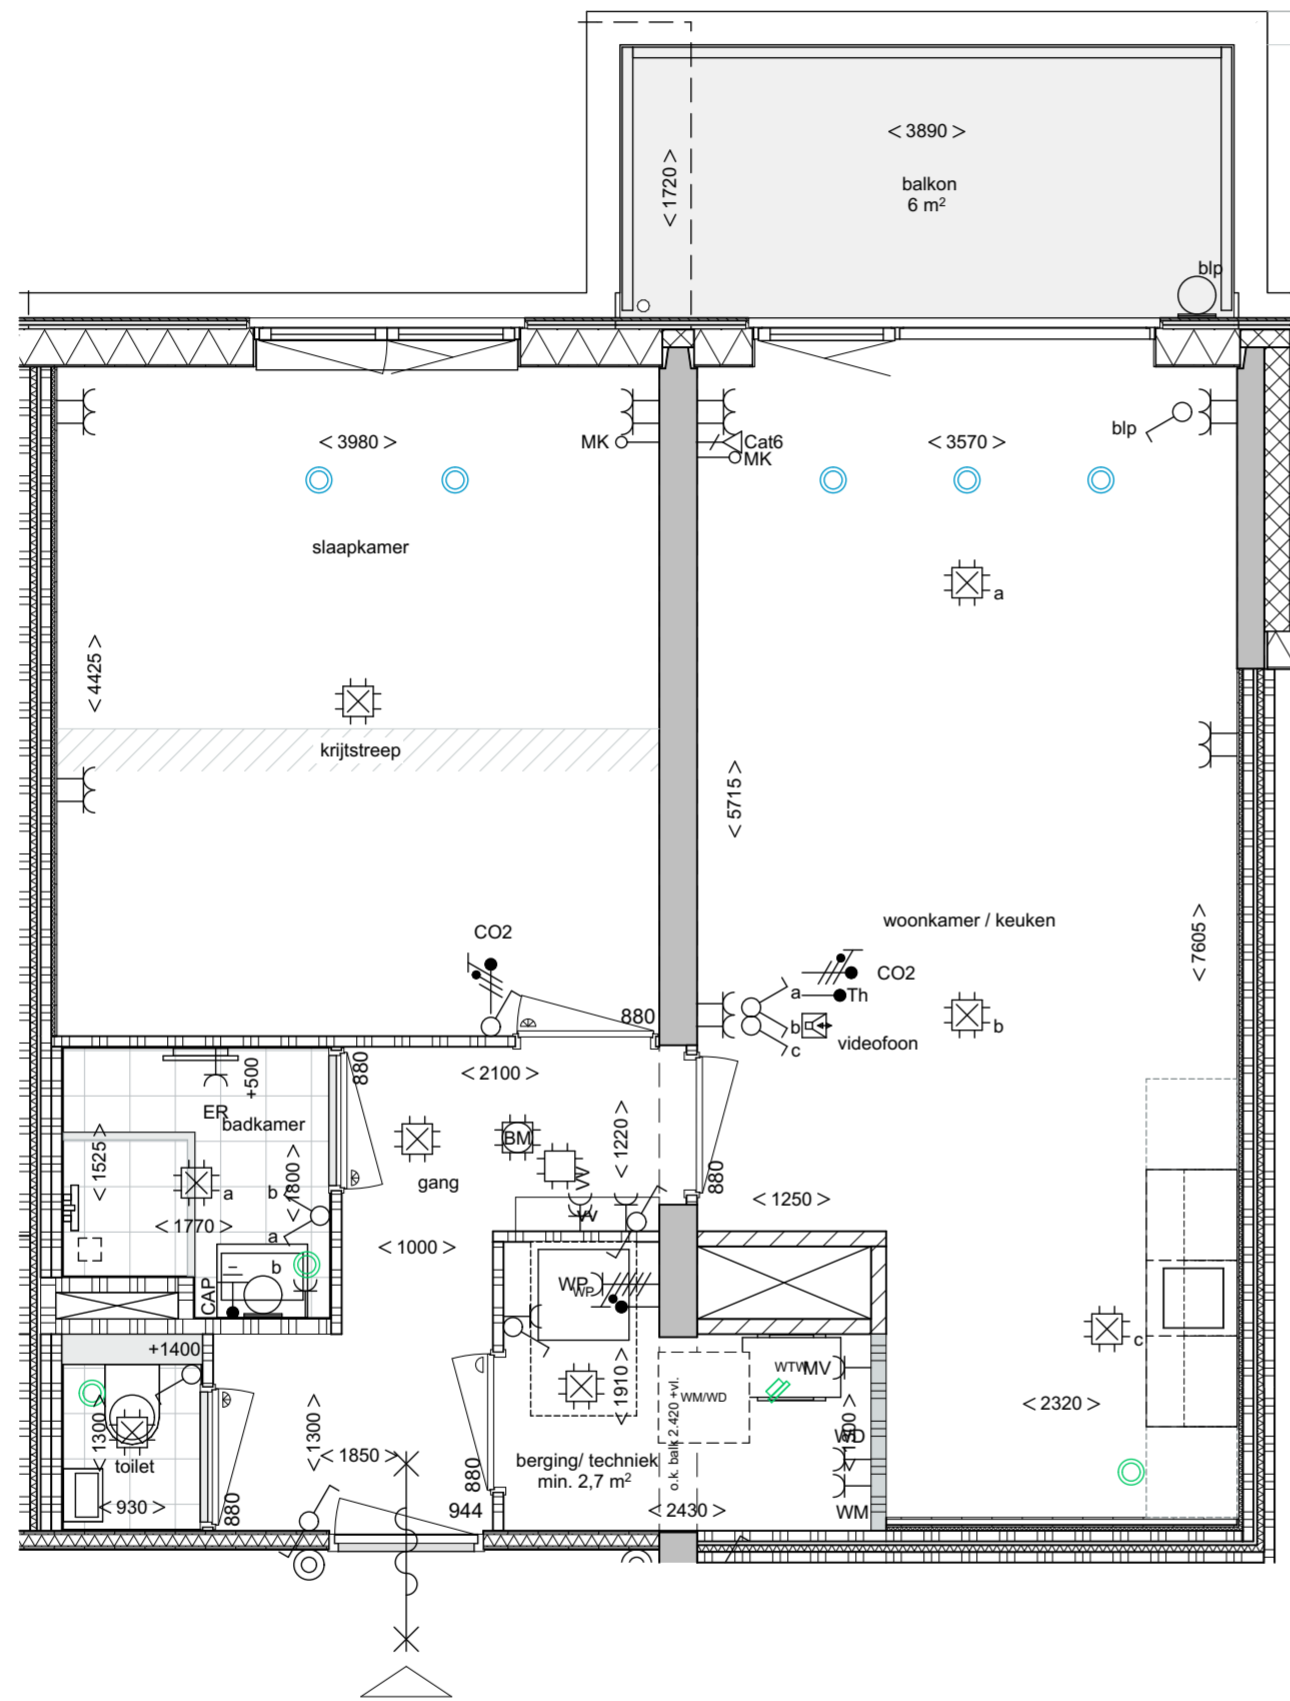 < 3890 >
balkon
6 m²
< 1720 >
blp
< 3980 >
MK
Cat6
MK
< 3570 >
blp
slaapkamer
a
< 4425 >
krijtstreep
< 5715 >
woonkamer / keuken
< 7605 >
CO2
CO2
a
Th
b
videofoon
c
b
880
880
< 2100 >
+500
ER
badkamer
< 1525 >
< 1800 >
BM
< 1220 >
a
b
gang
880
< 1250 >
< 1770 >
a
< 1000 >
b
CAP
WP
WP
+1400
c
WTW
MV
< 1910 >
WM/WD
o.k. balk 2.420 +vl.
< 2320 >
< 1300 >
< 1300 >
WD
toilet
< 1850 >
berging/ techniek
min. 2,7 m²
880
< 930 >
880
944
< 2430 >
WM